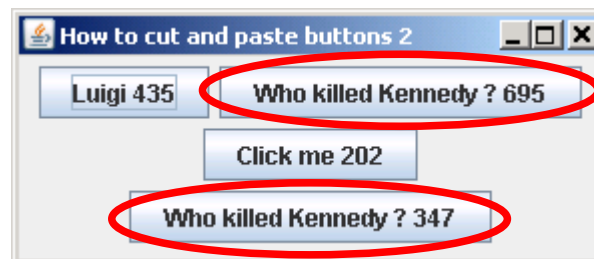 How to cut and paste buttons 2
Luigi 435 Who killed Kennedy ? 695
Click me 202
Who killed Kennedy ? 347